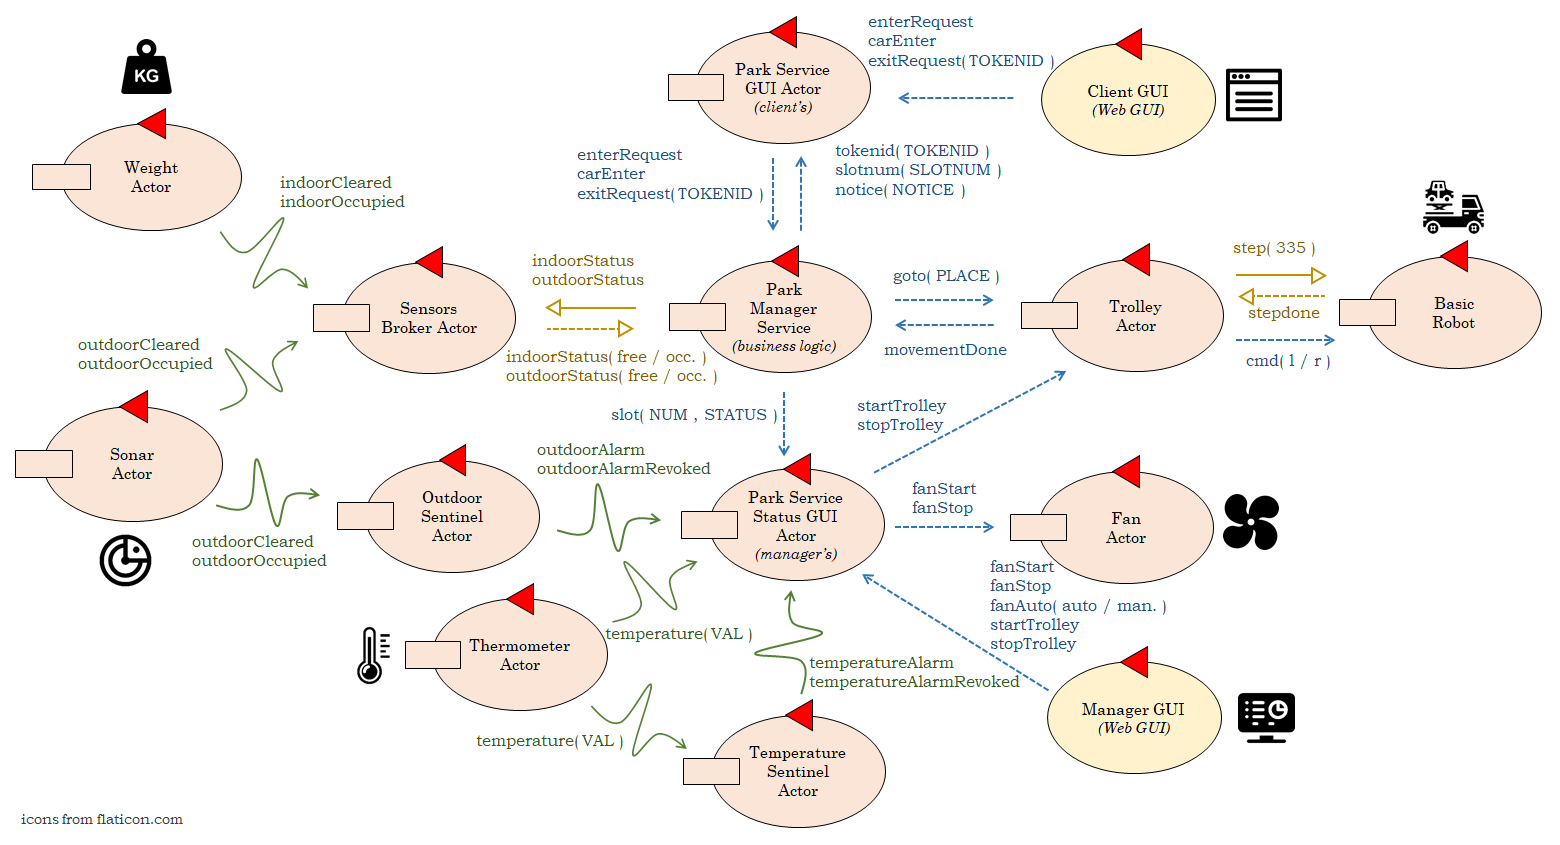 enterRequest
carEnter
exitRequest( TOKENID )
Park Service
GUI Actor
(client's)
Client GUI
(Web GUI)
KG
Weight
Actor
indoorCleared
indoorOccupied
enterRequest
carEnter
exitRequest( TOKENID )
tokenid( TOKENID )
slotnum( SLOTNUM )
notice( NOTICE )
indoorStatus
outdoorStatus
Sensors
Broker Actor
indoorStatus( free / occ. )
outdoorStatus( free / occ. )
Park
Manager
Service
(business logic)
goto( PLACE )
movementDone
Trolley
Actor
step( 335 )
stepdone
cmd( l / r )
Basic
Robot
outdoorCleared
outdoorOccupied
slot( NUM , STATUS )
startTrolley
stopTrolley
Sonar
Actor
outdoorCleared
outdoorOccupied
Outdoor
Sentinel
Actor
outdoorAlarm
outdoorAlarmRevoked
Park Service
Status GUI
Actor
(manager's)
fanStart
fanStop
Fan
Actor
fanStart
fanStop
fanAuto( auto / man. )
startTrolley
stopTrolley
Thermometer
Actor
temperature( VAL )
temperatureAlarm
temperatureAlarmRevoked
temperature( VAL )
Temperature
Sentinel
Actor
Manager GUI
(Web GUI)
icons from flaticon.com